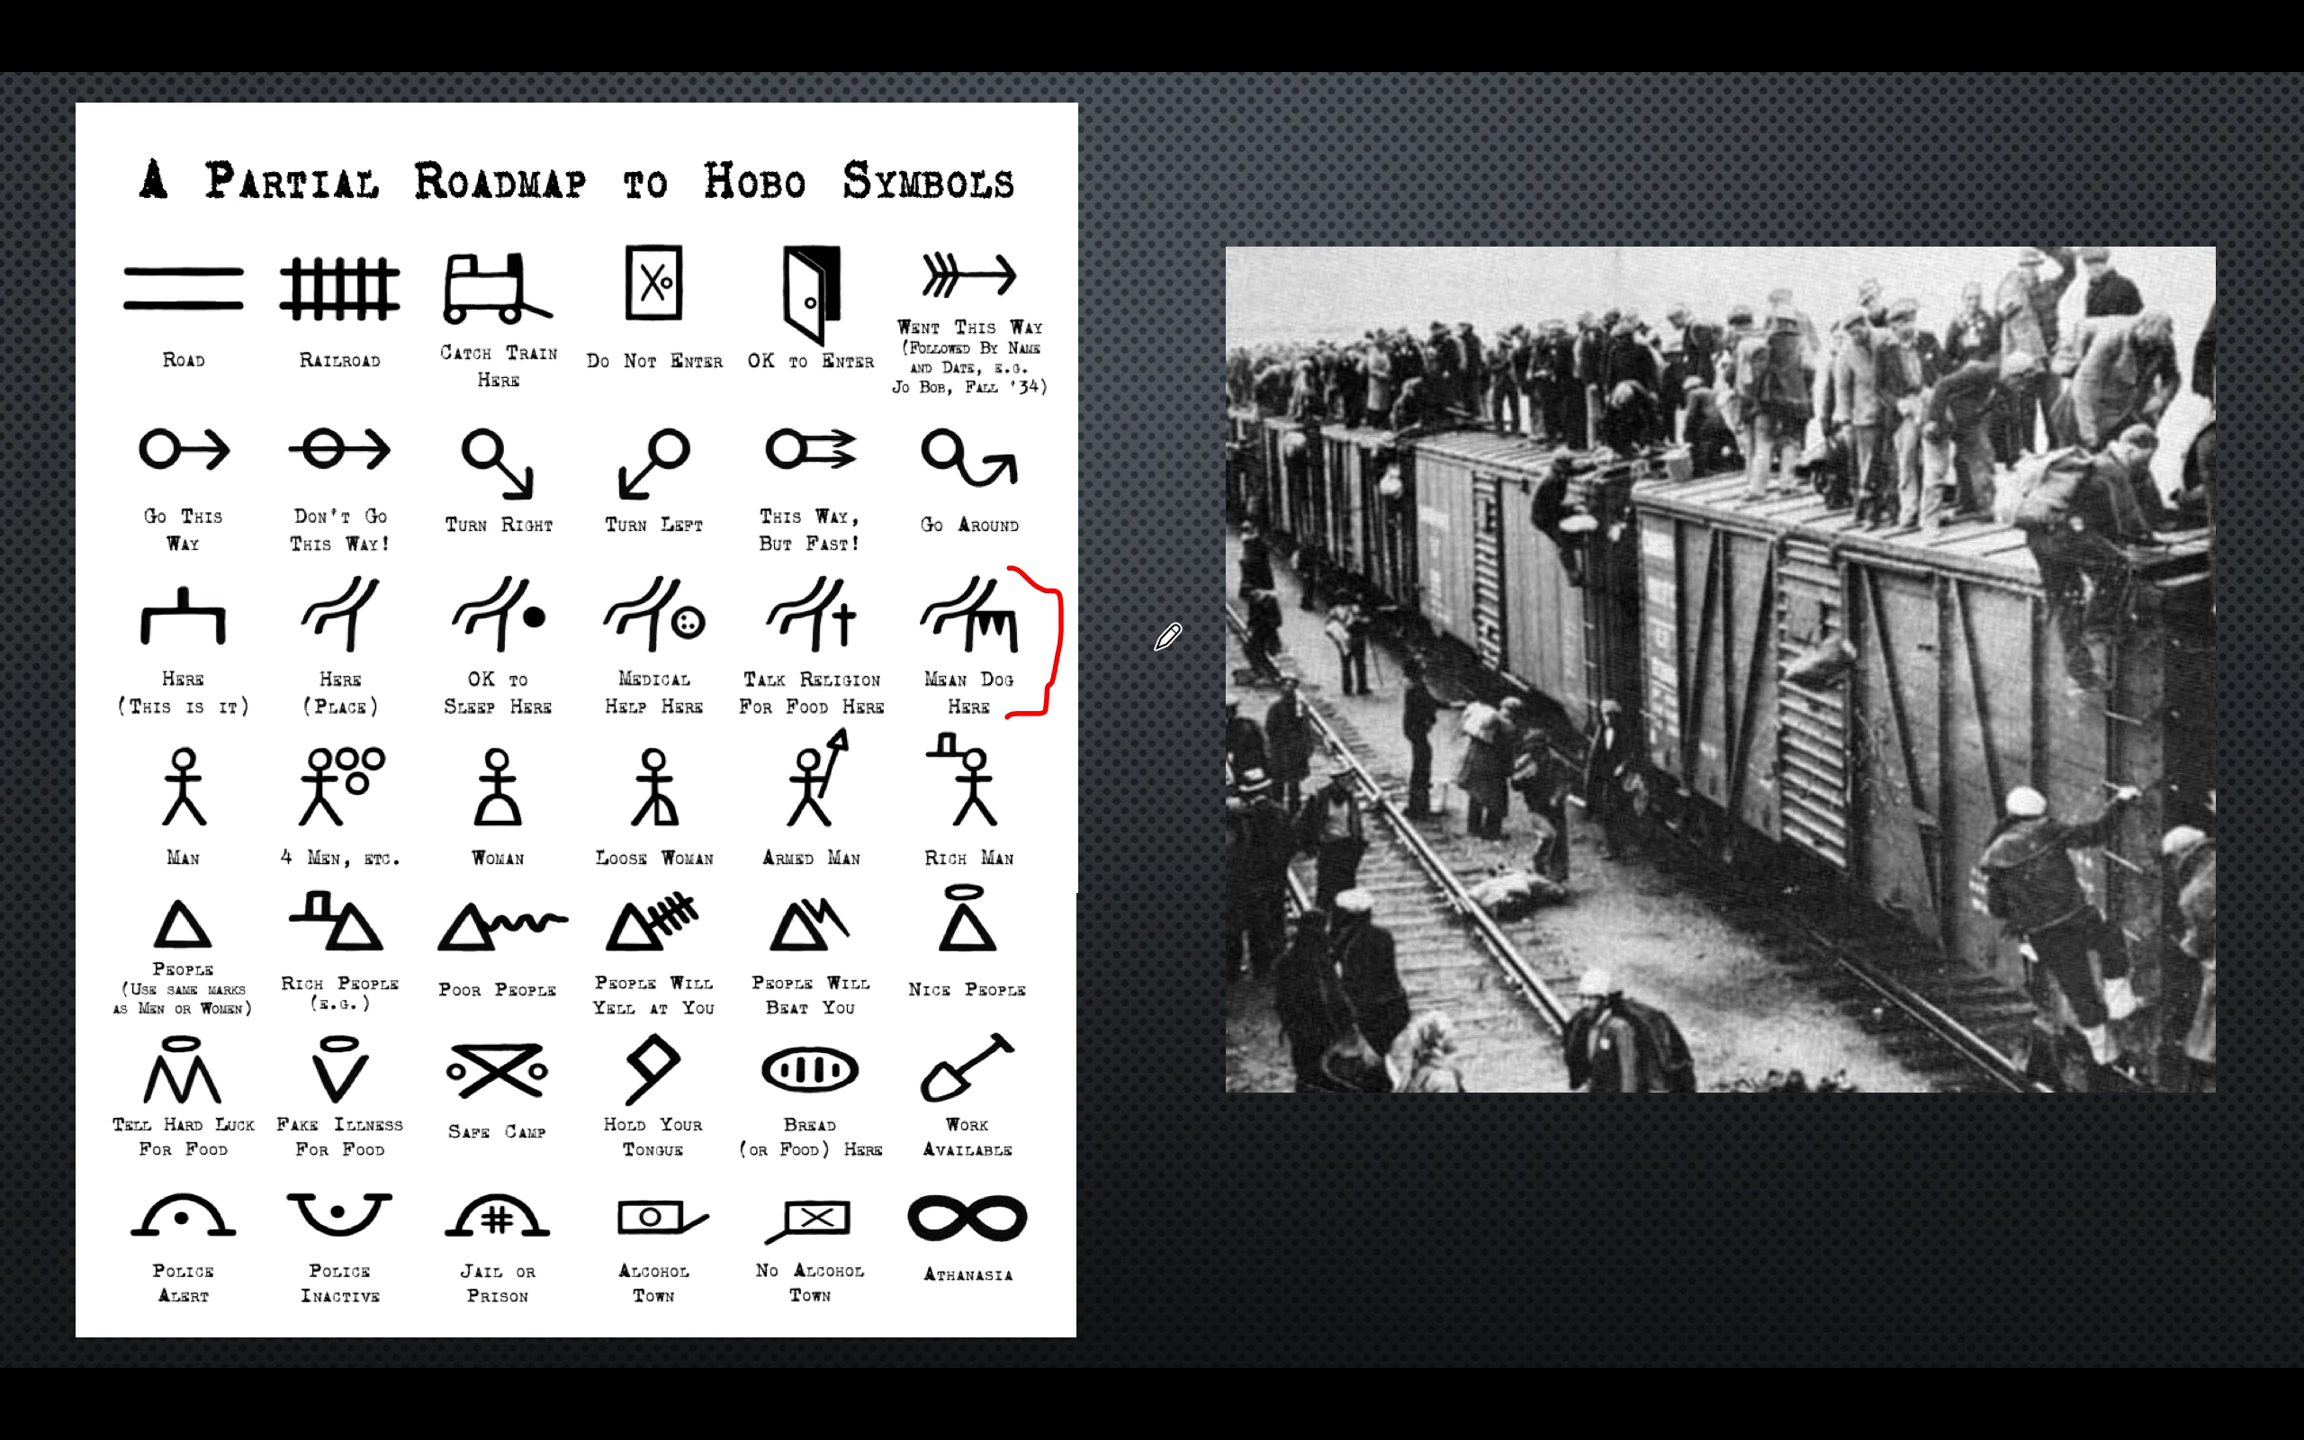 A Partial Roadmap to Hobo Symbols
Road
Railroad
Catch Train
Here
Do Not Enter
OK to Enter
Went This Way
(Followed By Name
and Date, e.g.
Jo Bob, Fall '34)
Go This
Way
Don't Go
This Way!
Turn Right
Turn Left
This Way,
But Fast!
Go Around
Here
(This is it)
Here
(Place)
OK to
Sleep Here
Medical
Help Here
Talk Religion
For Food Here
Mean Dog
Here
Man
4 Men, etc.
Woman
Loose Woman
Armed Man
Rich Man
People
(Use same marks
as Men or Women)
Rich People
(e.g.)
Poor People
People Will
Yell at You
People Will
Beat You
Nice People
Tell Hard Luck
For Food
Fake Illness
For Food
Safe Camp
Hold Your
Tongue
Bread
(or Food) Here
Work
Available
Police
Alert
Police
Inactive
Jail or
Prison
Alcohol
Town
No Alcohol
Town
Athanasia